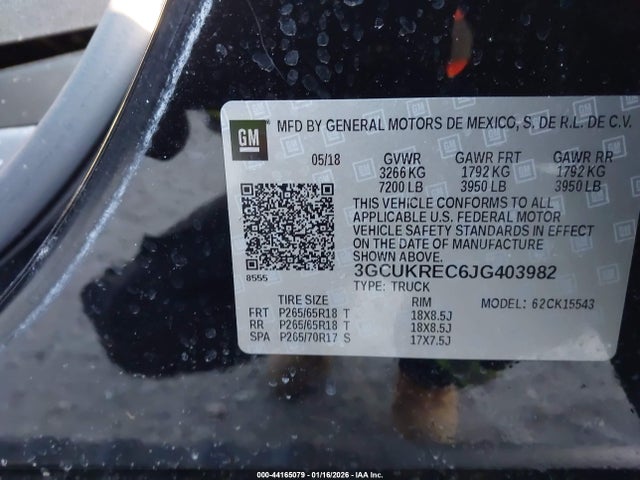 GM
MFD BY GENERAL MOTORS DE MEXICO, S. DE R.L. DE C.V.
05/18 GVWR GAWR FRT GAWR RR
3266 KG 1792 KG 1792 KG
7200 LB 3950 LB 3950 LB
THIS VEHICLE CONFORMS TO ALL
APPLICABLE U.S. FEDERAL MOTOR
VEHICLE SAFETY STANDARDS IN EFFECT
ON THE DATE OF MANUFACTURE
SHOWN ABOVE.
3GCUKREC6JG403982
8555
TYPE: TRUCK
TIRE SIZE RIM MODEL: 62CK15543
FRT P265/65R18 T 18X8.5J
RR P265/65R18 T 18X8.5J
SPA P265/70R17 S 17X7.5J
000-44165079 - 01/16/2026 - IAA Inc.